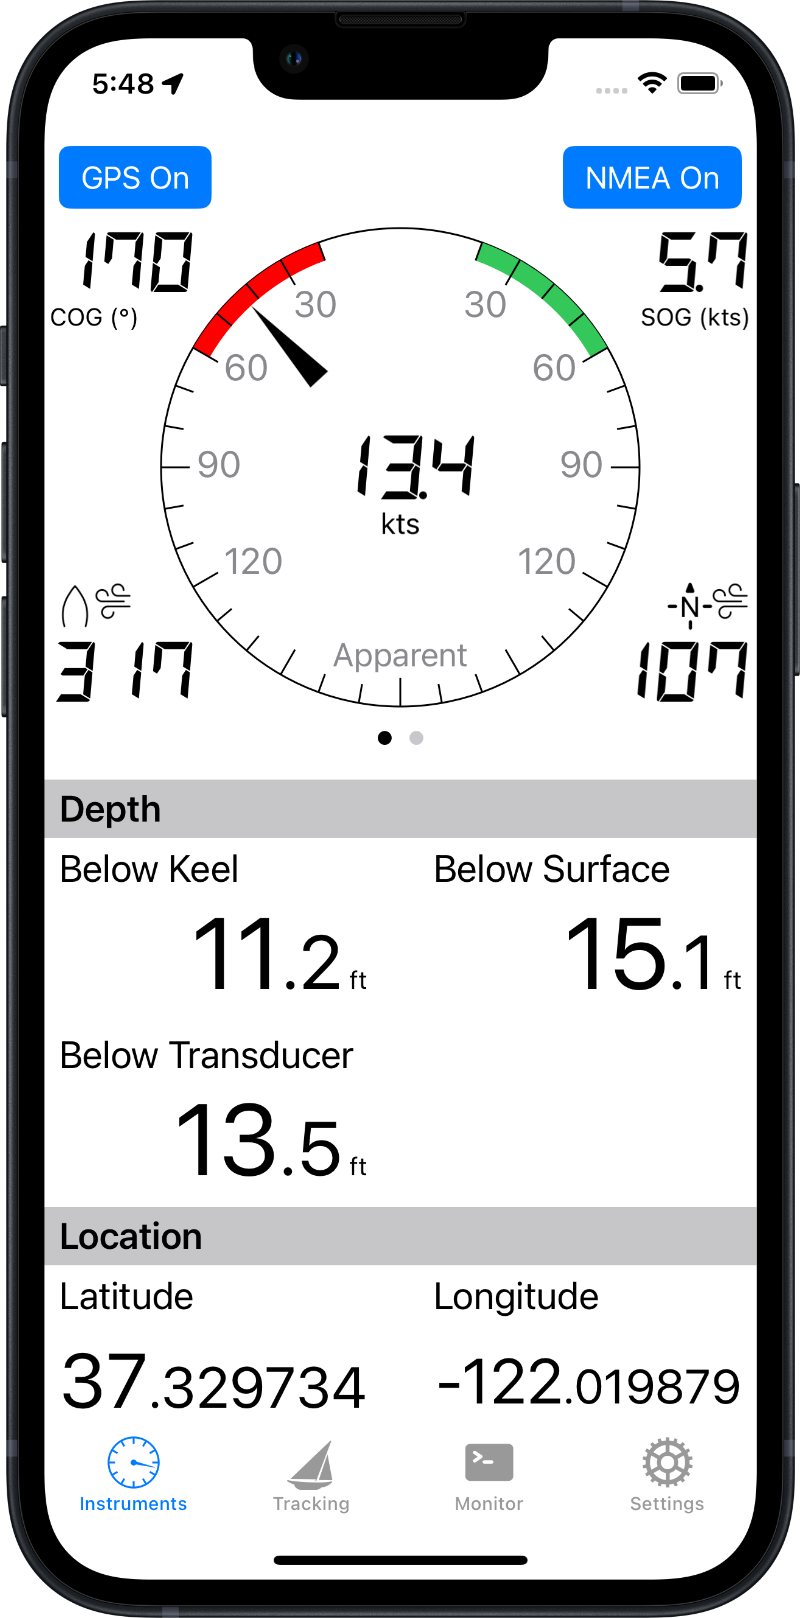 5:48
GPS On
NMEA On
170
5.7
COG (°)
SOG (kts)
30
30
60
60
13.4
90
90
kts
120
120
N
317
Apparent
107
Depth
Below Keel
Below Surface
11.2 ft
15.1 ft
Below Transducer
13.5 ft
Location
Latitude
Longitude
37.329734
-122.019879
Instruments
Tracking
Monitor
Settings